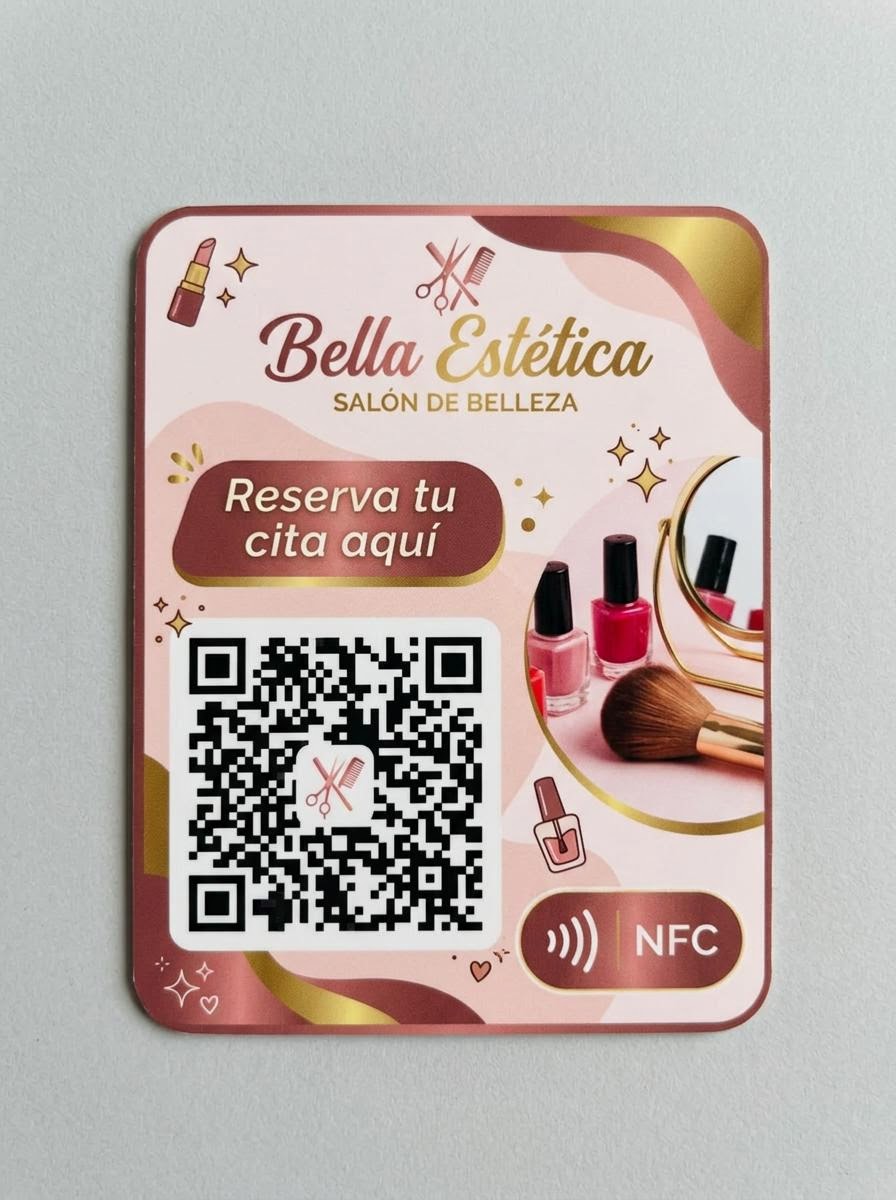 Bella Estética
SALÓN DE BELLEZA
Reserva tu
cita aquí
NFC